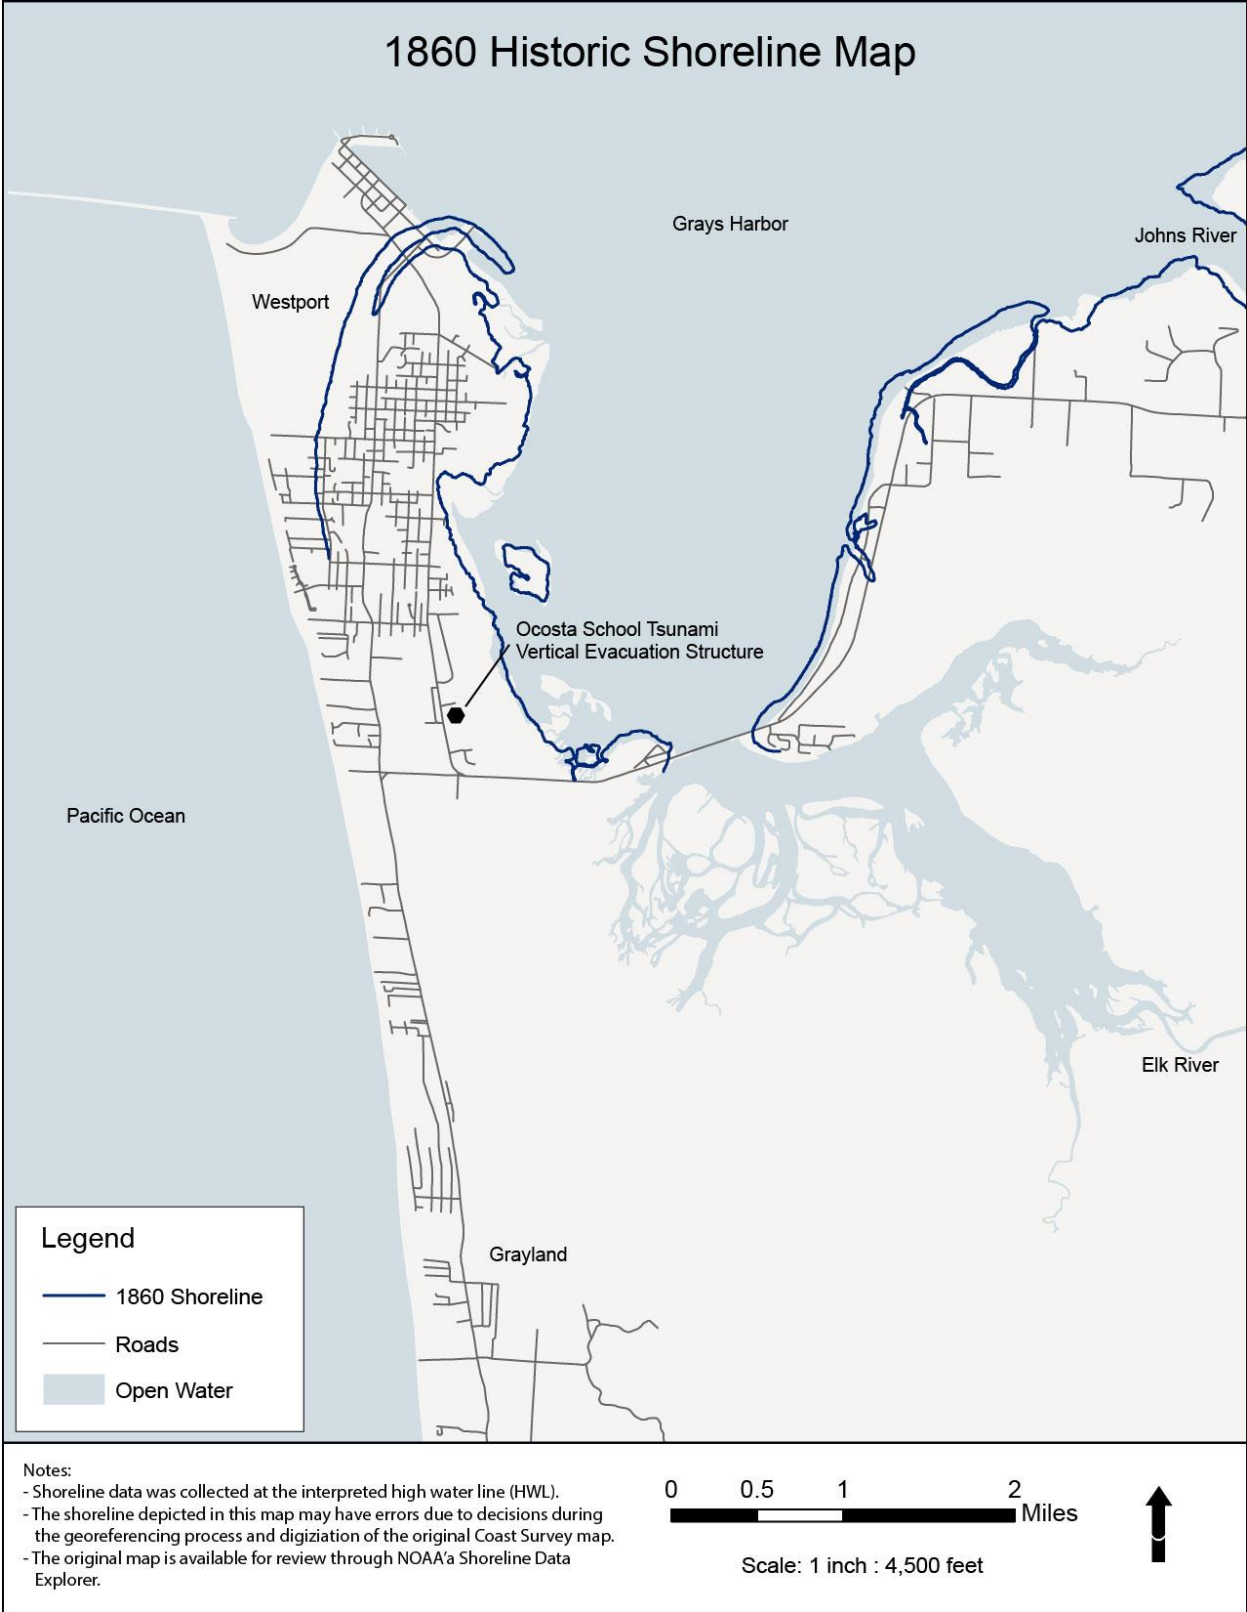 1860 Historic Shoreline Map
Grays Harbor
Johns River
Westport
Ocosta School Tsunami
Vertical Evacuation Structure
Pacific Ocean
Elk River
Grayland
Legend
1860 Shoreline
Roads
Open Water
Notes:
- Shoreline data was collected at the interpreted high water line (HWL).
- The shoreline depicted in this map may have errors due to decisions during
the georeferencing process and digiziation of the original Coast Survey map.
- The original map is available for review through NOAA'a Shoreline Data
Explorer.
0 0.5 1 2
Miles
Scale: 1 inch : 4,500 feet